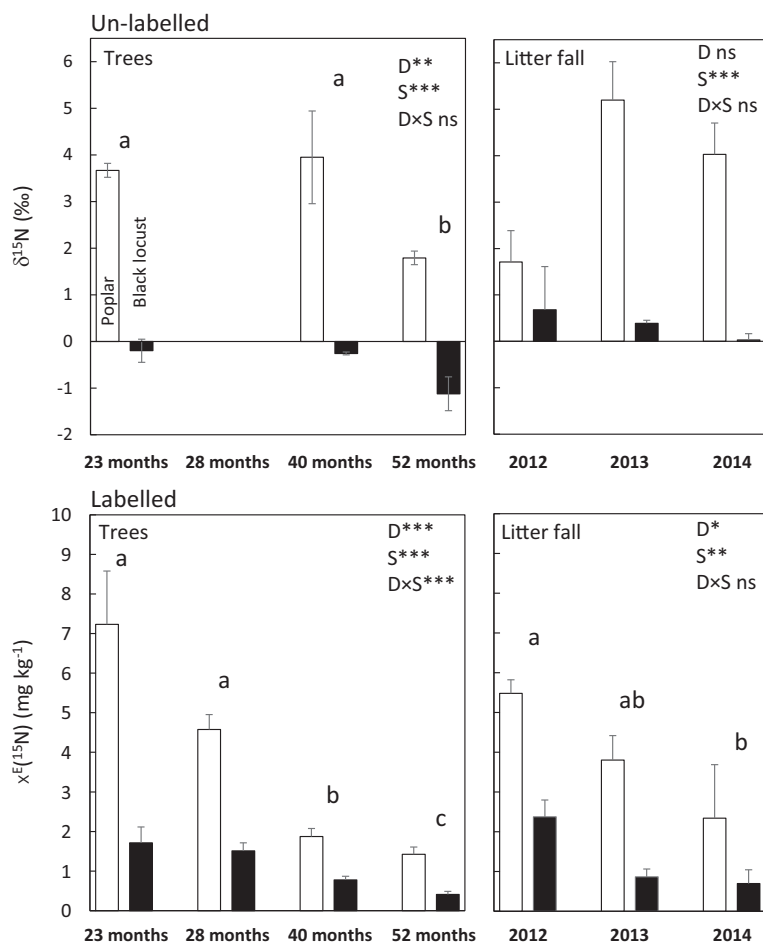 Un-labelled
Trees
D**
S***
D×S ns
a
a
b
Poplar
Black locust
δ¹⁵N (‰)
6
5
4
3
2
1
0
-1
-2
23 months 28 months 40 months 52 months
Litter fall
D ns
S***
D×S ns
2012 2013 2014
Labelled
Trees
D***
S***
D×S***
a
a
b
c
χᴱ(¹⁵N) (mg kg⁻¹)
10
9
8
7
6
5
4
3
2
1
0
23 months 28 months 40 months 52 months
Litter fall
D*
S**
D×S ns
a
ab
b
2012 2013 2014